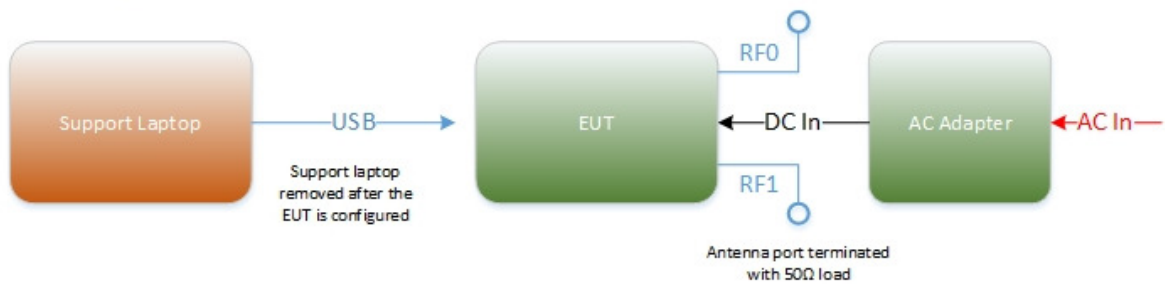 RF0
Support Laptop
USB
EUT
DC In
AC Adapter
AC In
Support laptop
removed after the
EUT is configured
RF1
Antenna port terminated
with 50Ω load